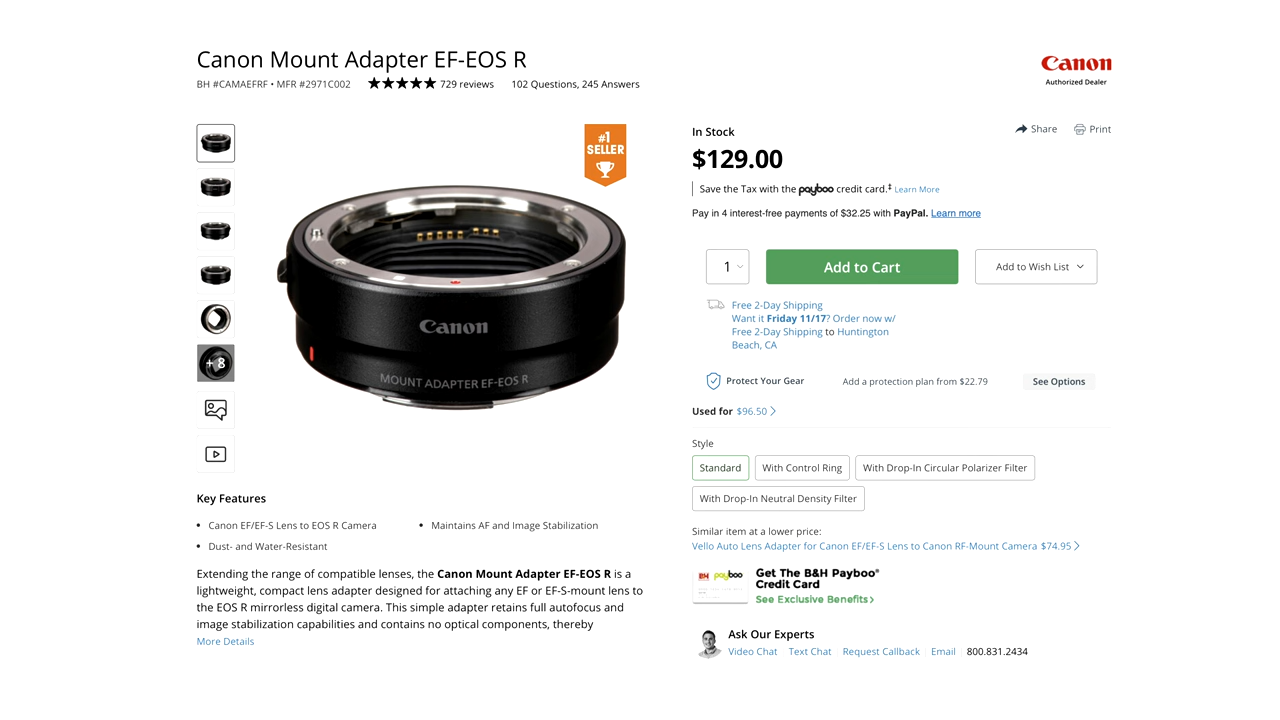 Canon Mount Adapter EF-EOS R
BH #CAMAEFRF • MFR #2971C002 ★★★★★ 729 reviews 102 Questions, 245 Answers
Canon
Authorized Dealer
#1
SELLER
Canon
MOUNT ADAPTER EF-EOS R
+ 8
Key Features
• Canon EF/EF-S Lens to EOS R Camera
• Maintains AF and Image Stabilization
• Dust- and Water-Resistant
Extending the range of compatible lenses, the Canon Mount Adapter EF-EOS R is a
lightweight, compact lens adapter designed for attaching any EF or EF-S-mount lens to
the EOS R mirrorless digital camera. This simple adapter retains full autofocus and
image stabilization capabilities and contains no optical components, thereby
More Details
In Stock
Share Print
$129.00
Save the Tax with the payboo credit card.‡ Learn More
Pay in 4 interest-free payments of $32.25 with PayPal. Learn more
1
Add to Cart
Add to Wish List
Free 2-Day Shipping
Want it Friday 11/17? Order now w/
Free 2-Day Shipping to Huntington
Beach, CA
Protect Your Gear Add a protection plan from $22.79 See Options
Used for $96.50
Style
Standard With Control Ring With Drop-In Circular Polarizer Filter
With Drop-In Neutral Density Filter
Similar item at a lower price:
Vello Auto Lens Adapter for Canon EF/EF-S Lens to Canon RF-Mount Camera $74.95
BH payboo
Get The B&H Payboo®
Credit Card
See Exclusive Benefits
Ask Our Experts
Video Chat Text Chat Request Callback Email 800.831.2434